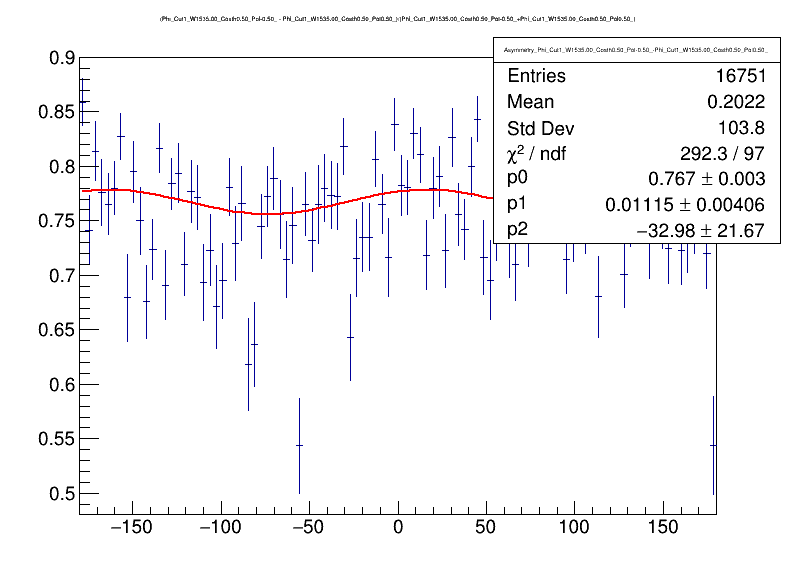 (Phi_Cut1_W1535.00_Costh0.50_Pol-0.50_ - Phi_Cut1_W1535.00_Costh0.50_Pol0.50_)/(Phi_Cut1_W1535.00_Costh0.50_Pol-0.50_+Phi_Cut1_W1535.00_Costh0.50_Pol0.50_)
Asymmetry_Phi_Cut1_W1535.00_Costh0.50_Pol-0.50_-Phi_Cut1_W1535.00_Costh0.50_Pol0.50_
Entries 16751
Mean 0.2022
Std Dev 103.8
χ² / ndf 292.3 / 97
p0 0.767 ± 0.003
p1 0.01115 ± 0.00406
p2 −32.98 ± 21.67
0.9
0.85
0.8
0.75
0.7
0.65
0.6
0.55
0.5
−150 −100 −50 0 50 100 150